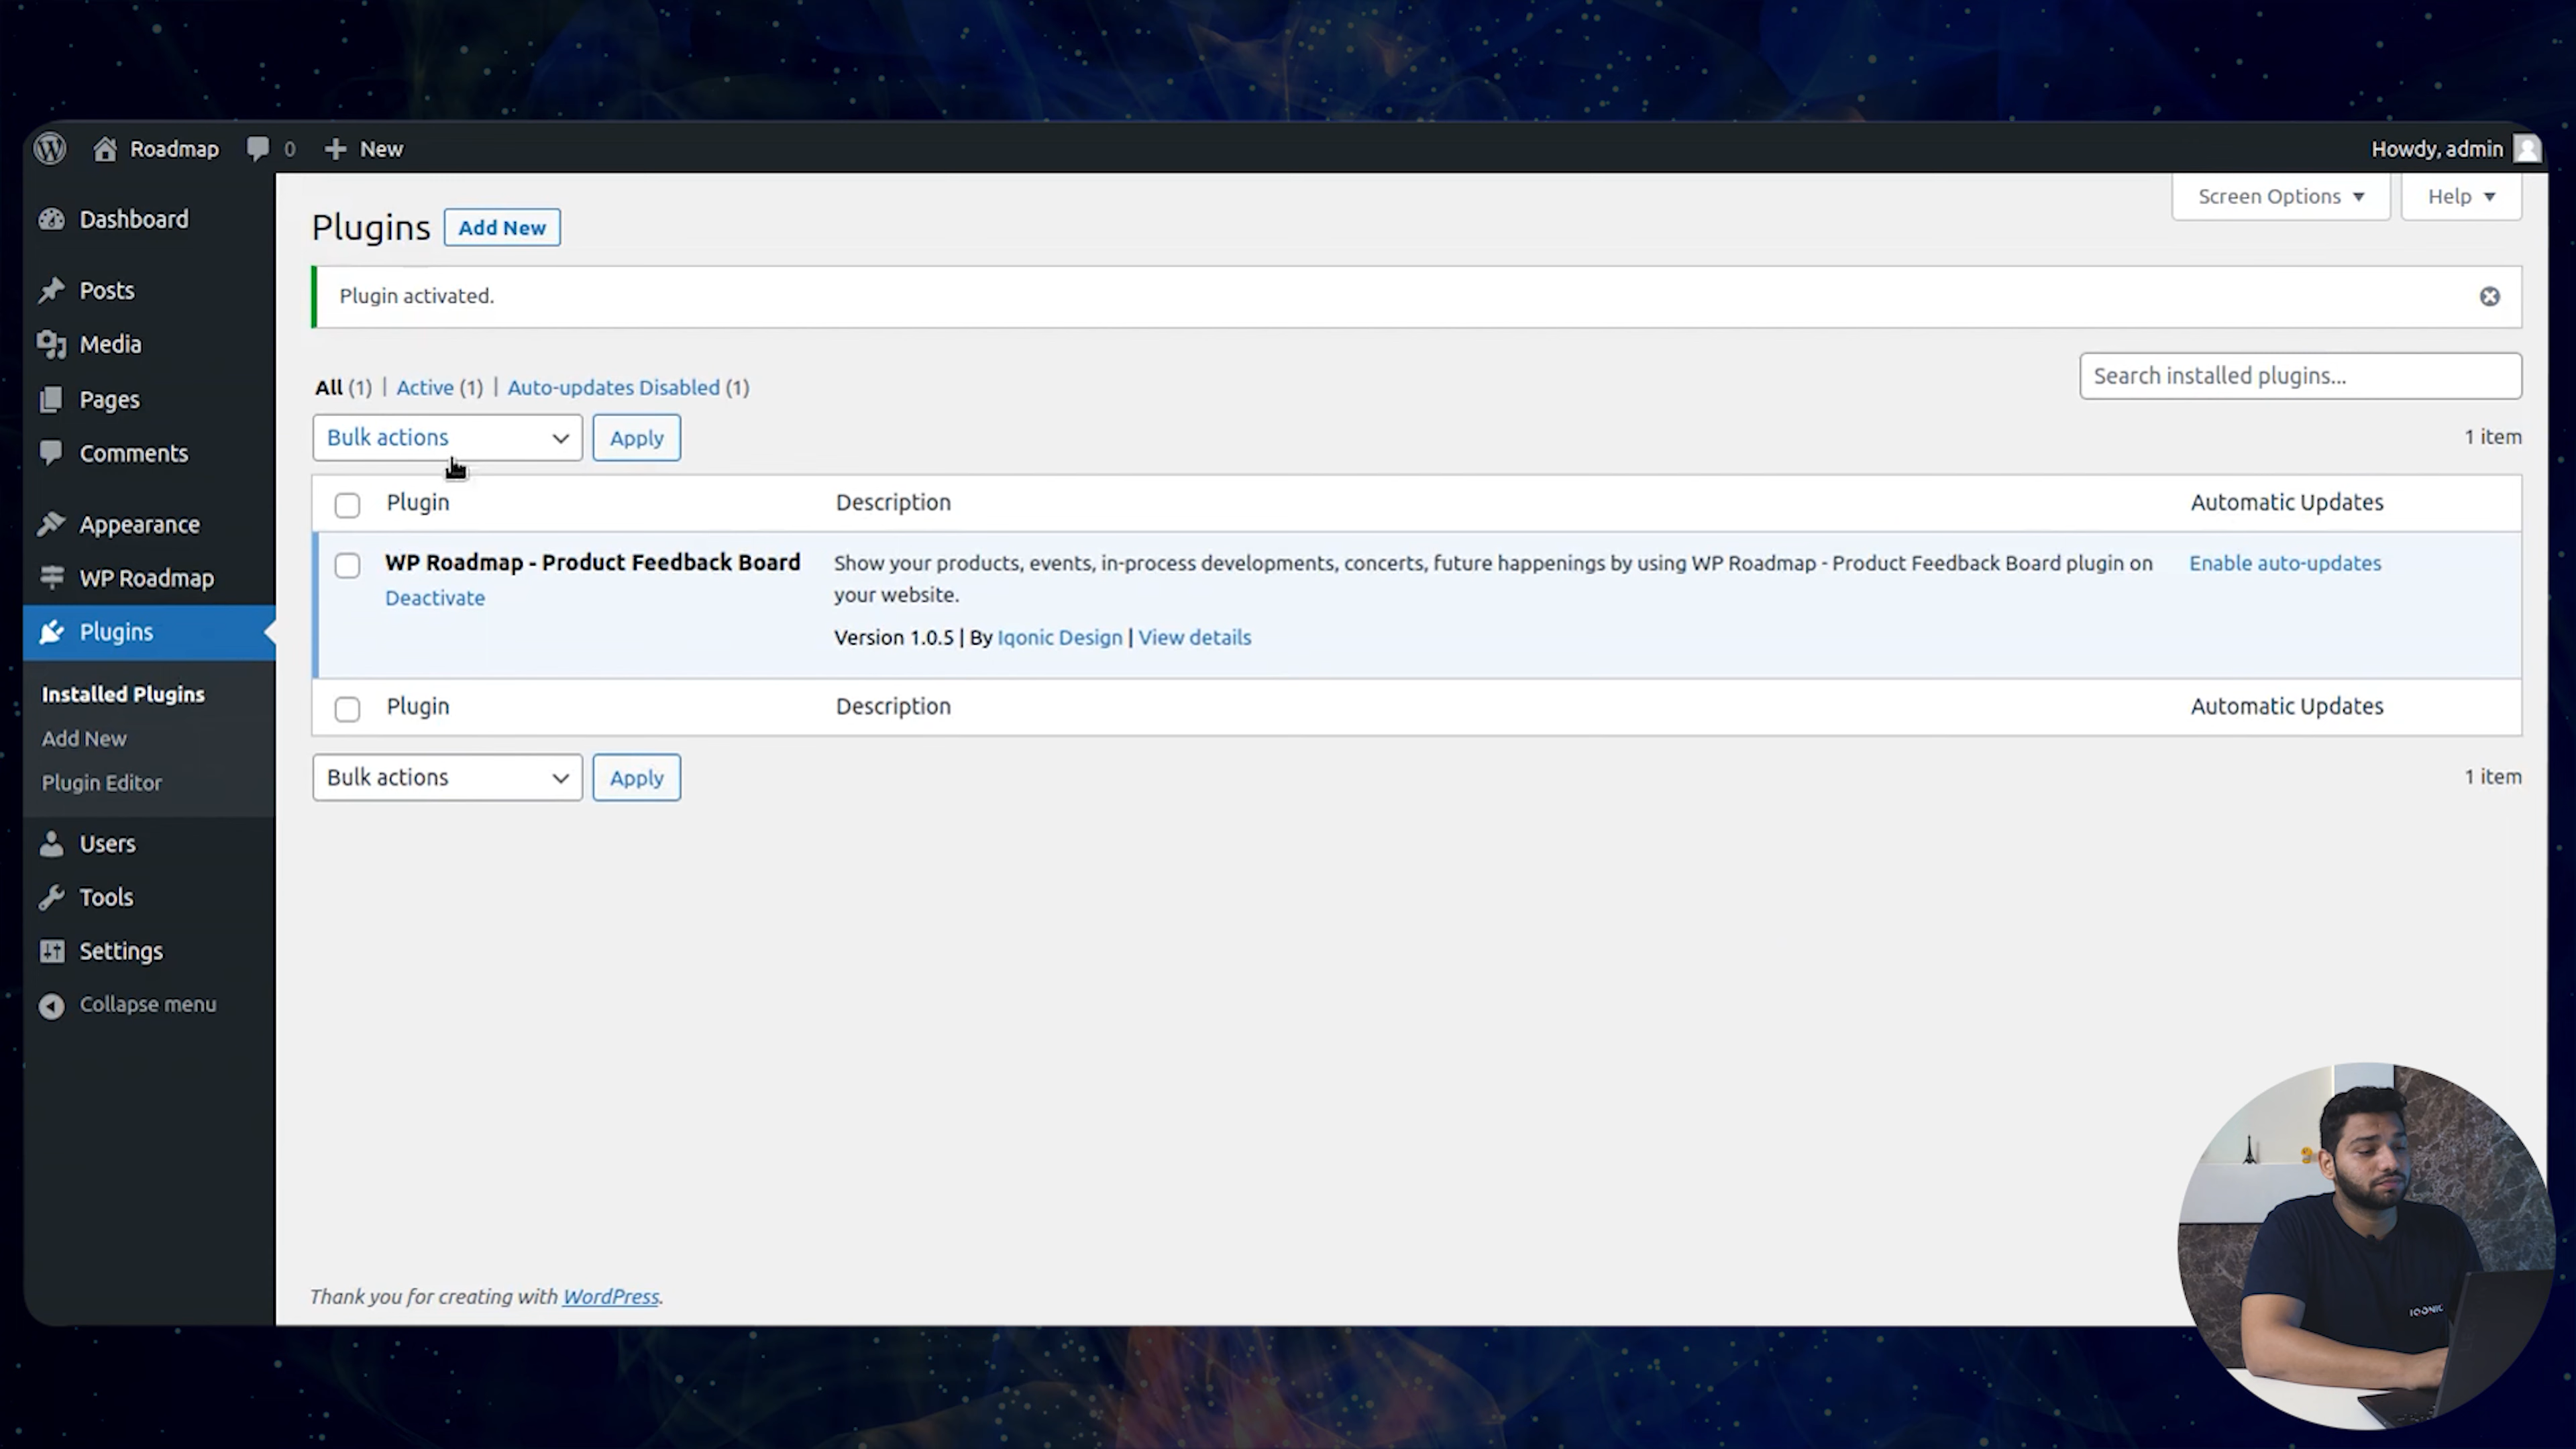 Roadmap 0 New Howdy, admin
Dashboard
Posts
Media
Pages
Comments
Appearance
WP Roadmap
Plugins
Installed Plugins
Add New
Plugin Editor
Users
Tools
Settings
Collapse menu
Screen Options Help
Plugins Add New
Plugin activated.
All (1) | Active (1) | Auto-updates Disabled (1)
Search installed plugins...
Bulk actions Apply 1 item
Plugin Description Automatic Updates
WP Roadmap - Product Feedback Board
Deactivate
Show your products, events, in-process developments, concerts, future happenings by using WP Roadmap - Product Feedback Board plugin on
your website.
Version 1.0.5 | By Iqonic Design | View details
Enable auto-updates
Plugin Description Automatic Updates
Bulk actions Apply 1 item
Thank you for creating with WordPress.
IQONIC